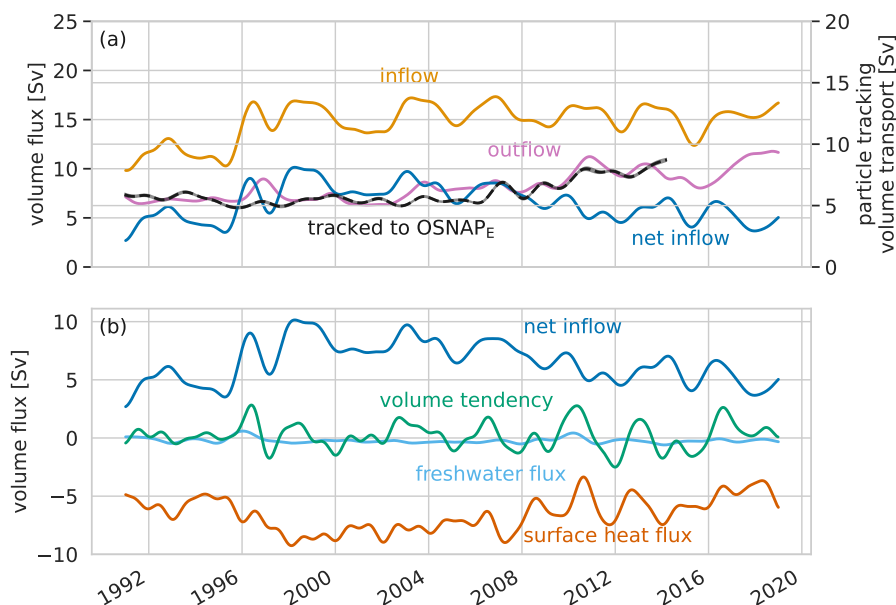 25
20
15
10
5
0
volume flux [Sv]
(a)
inflow
outflow
tracked to OSNAP_E
net inflow
20
15
10
5
0
particle tracking
volume transport [Sv]
10
5
0
−5
−10
volume flux [Sv]
(b)
net inflow
volume tendency
freshwater flux
surface heat flux
1992
1996
2000
2004
2008
2012
2016
2020